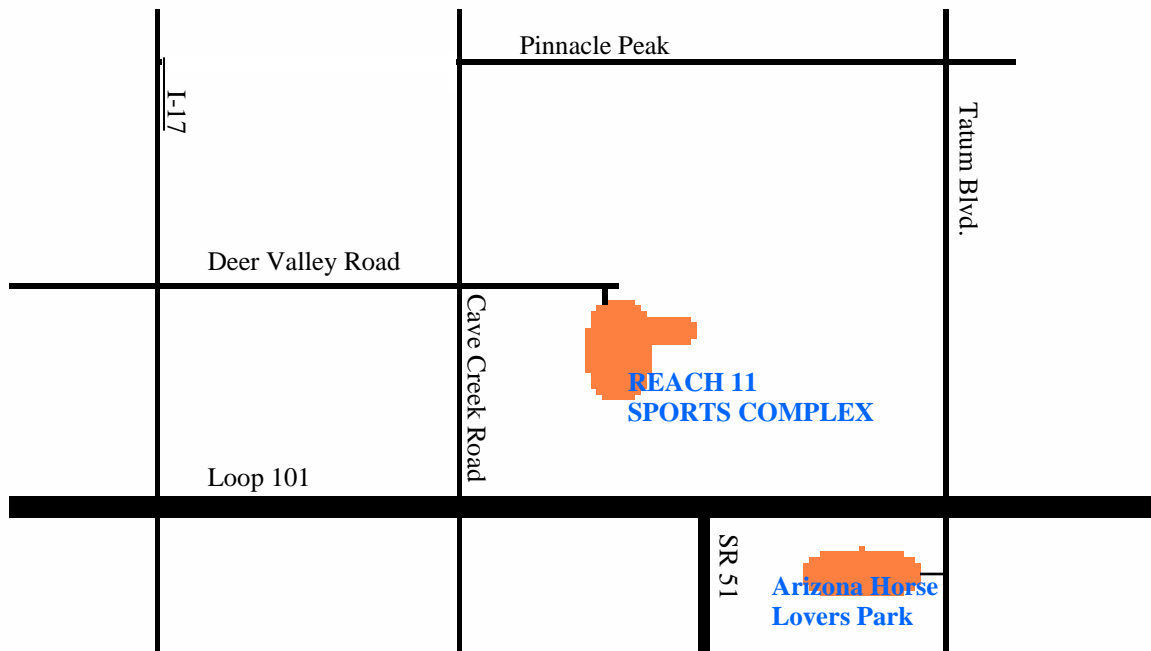 Pinnacle Peak
I-17
Tatum Blvd.
Deer Valley Road
Cave Creek Road
REACH 11
SPORTS COMPLEX
Loop 101
SR 51
Arizona Horse
Lovers Park